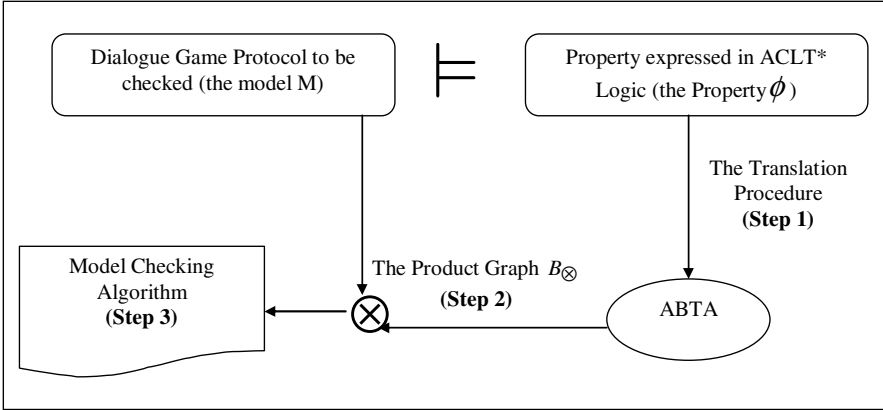 Dialogue Game Protocol to be
checked (the model M)
⊨
Property expressed in ACLT*
Logic (the Property ϕ )
The Translation
Procedure
(Step 1)
Model Checking
Algorithm
(Step 3)
The Product Graph B⊗
(Step 2)
ABTA